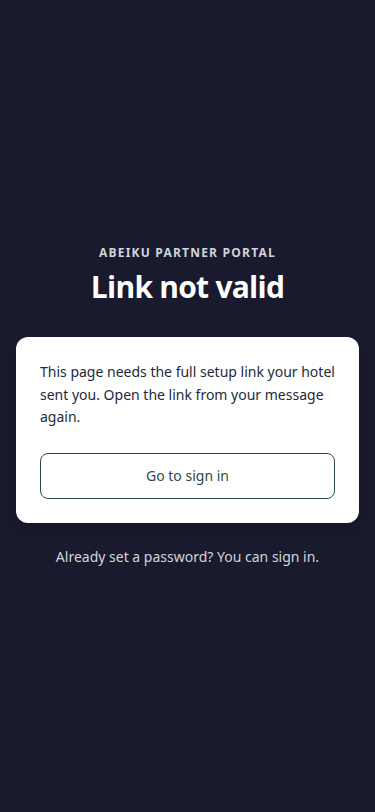 ABEIKU PARTNER PORTAL
Link not valid
This page needs the full setup link your hotel
sent you. Open the link from your message
again.
Go to sign in
Already set a password? You can sign in.